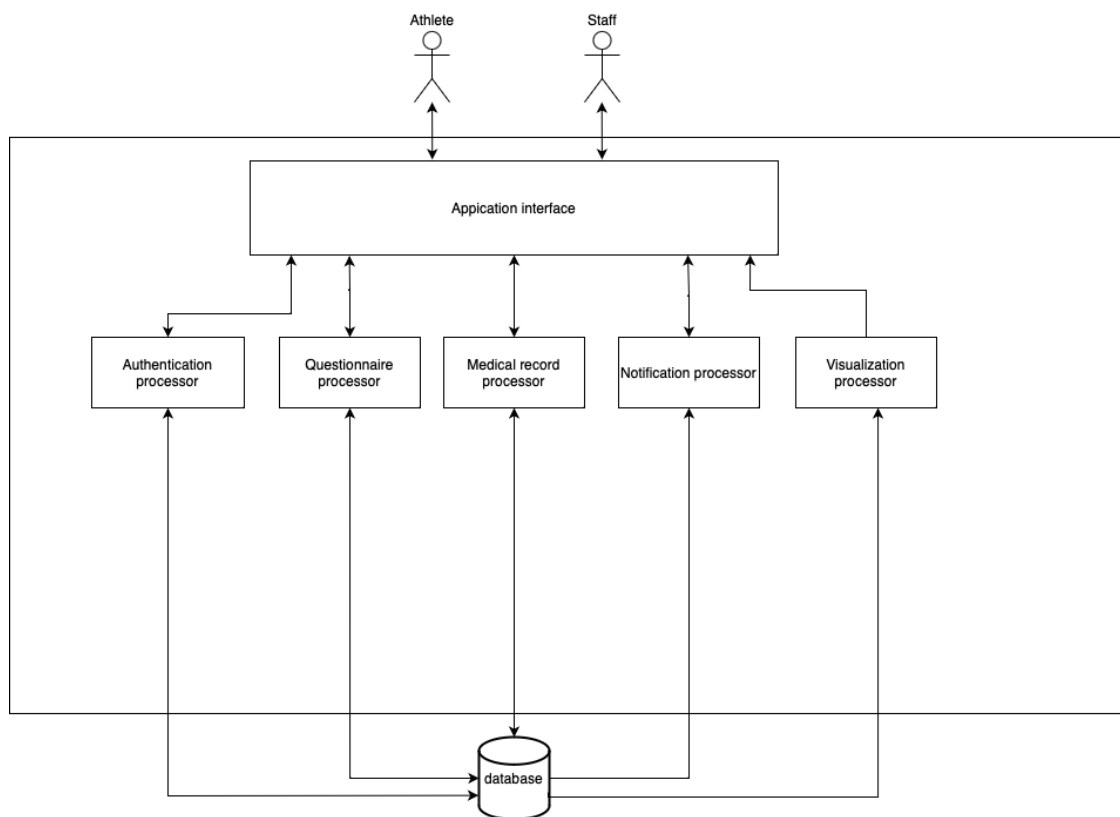 Athlete
Staff
Appication interface
Authentication
processor
Questionnaire
processor
Medical record
processor
Notification processor
Visualization
processor
database